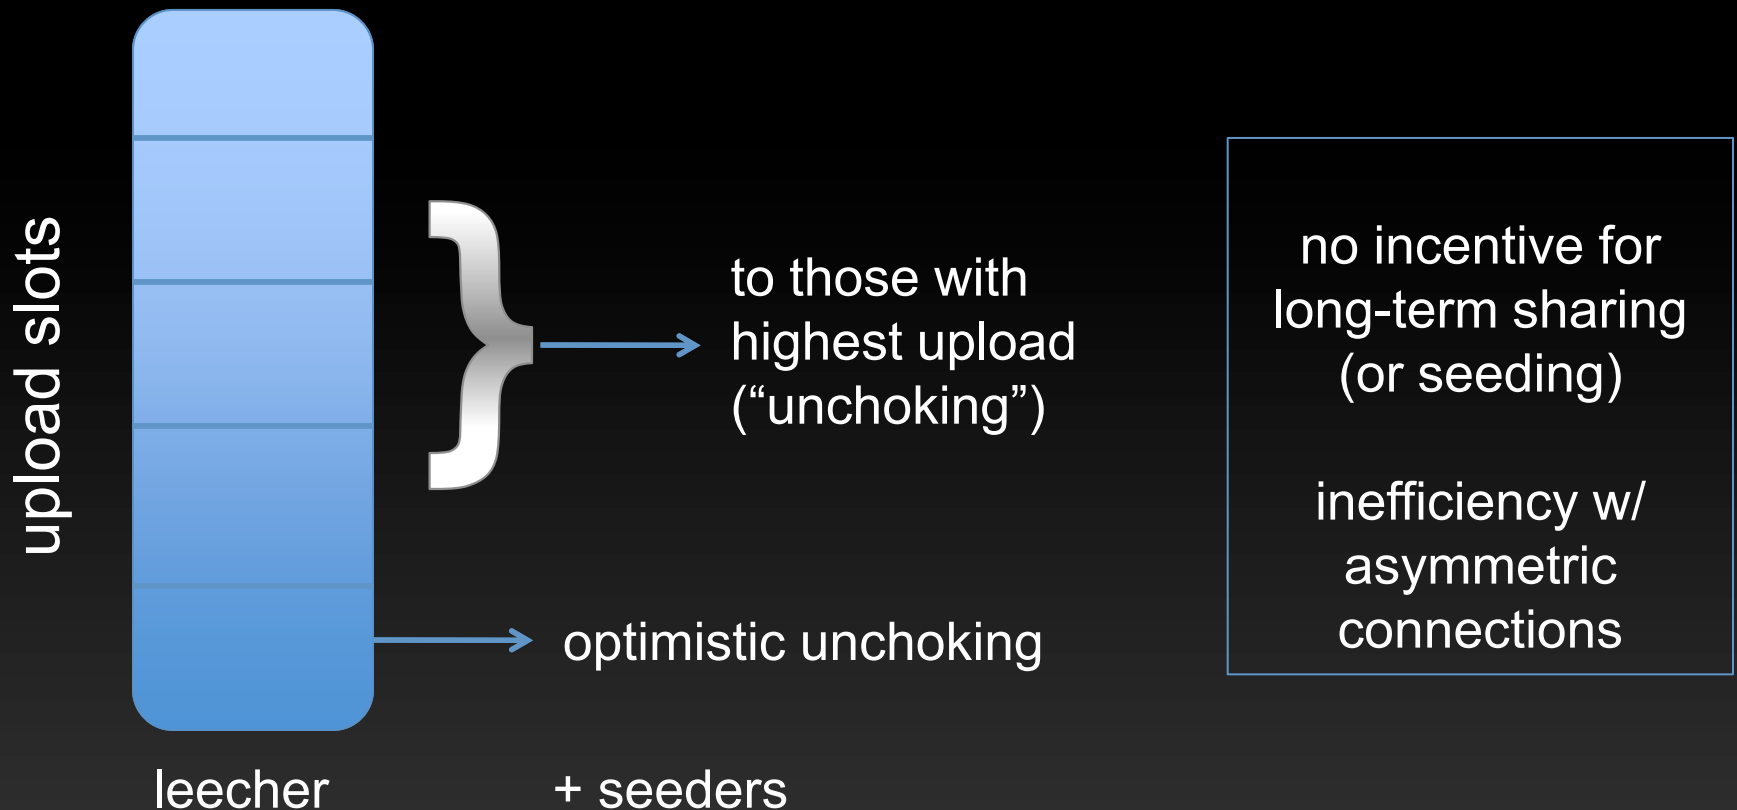 upload slots
to those with
highest upload
(“unchoking”)
optimistic unchoking
leecher
+ seeders
no incentive for
long-term sharing
(or seeding)
inefficiency w/
asymmetric
connections